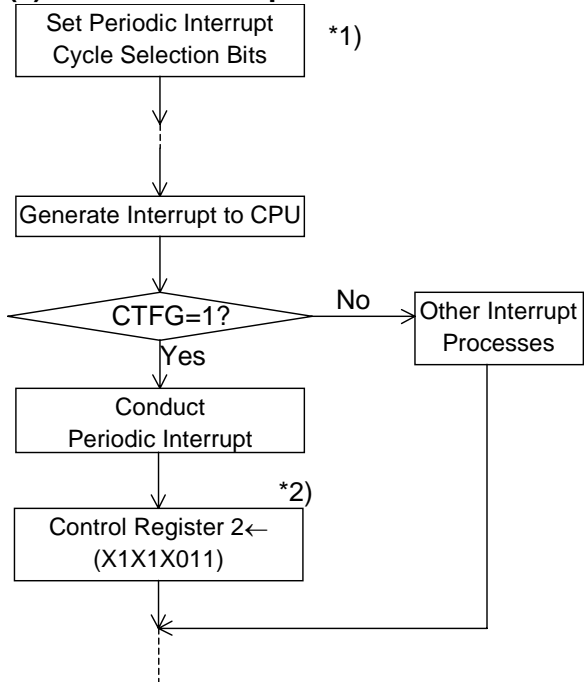 Set Periodic Interrupt
Cycle Selection Bits
*1)
Generate Interrupt to CPU
CTFG=1?
No
Other Interrupt
Processes
Yes
Conduct
Periodic Interrupt
*2)
Control Register 2←
(X1X1X011)